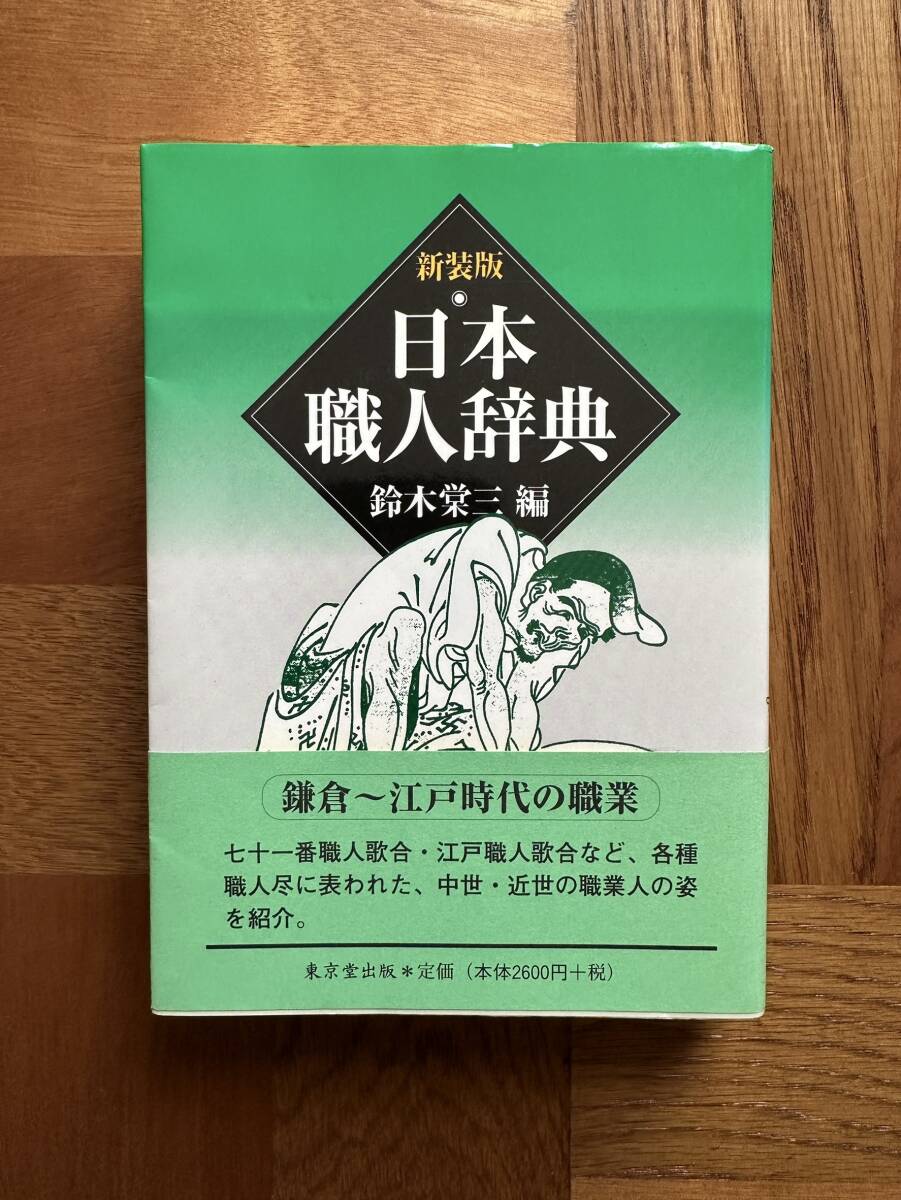 新装版
日本
職人辞典
鈴木棠三 編
鎌倉～江戸時代の職業
七十一番職人歌合・江戸職人歌合など、各種
職人尽に表われた、中世・近世の職業人の姿
を紹介。
東京堂出版＊定価（本体2600円＋税）